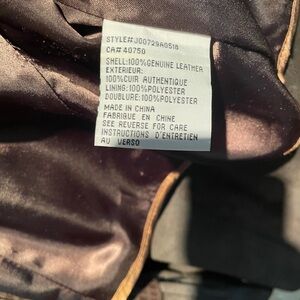 STYLE#J00729A0518
CA# 40750
SHELL:100%GENUINE LEATHER
EXTERIEUR:
100%CUIR AUTHENTIQUE
LINING:100%POLYESTER
DOUBLURE:100%POLYESTER
MADE IN CHINA
FABRIQUE EN CHINE
SEE REVERSE FOR CARE
INSTRUCTIONS D'ENTRETIEN
AU VERSO